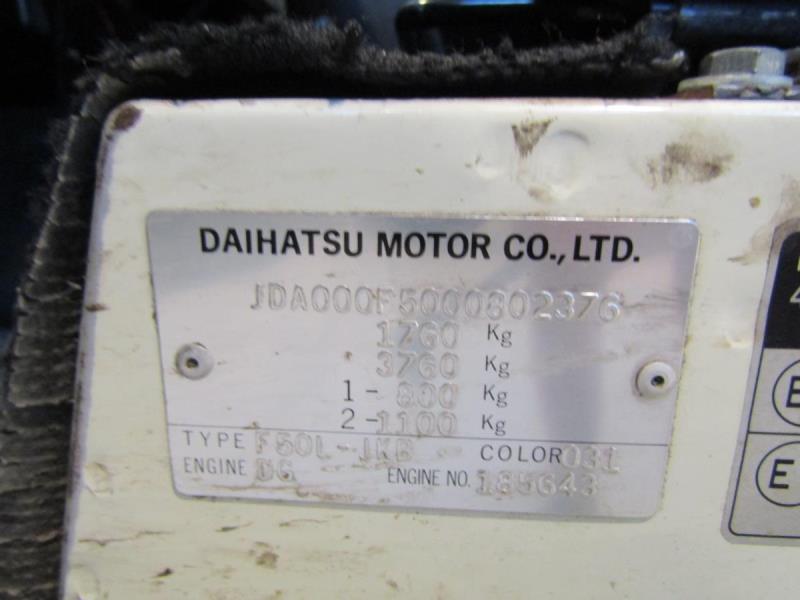 DAIHATSU MOTOR CO., LTD.
JDA000F5000802376
1760 Kg
3760 Kg
1 - 800 Kg
2 - 1100 Kg
TYPE F50L-JKB COLOR 031
ENGINE DG ENGINE NO. 185643
E